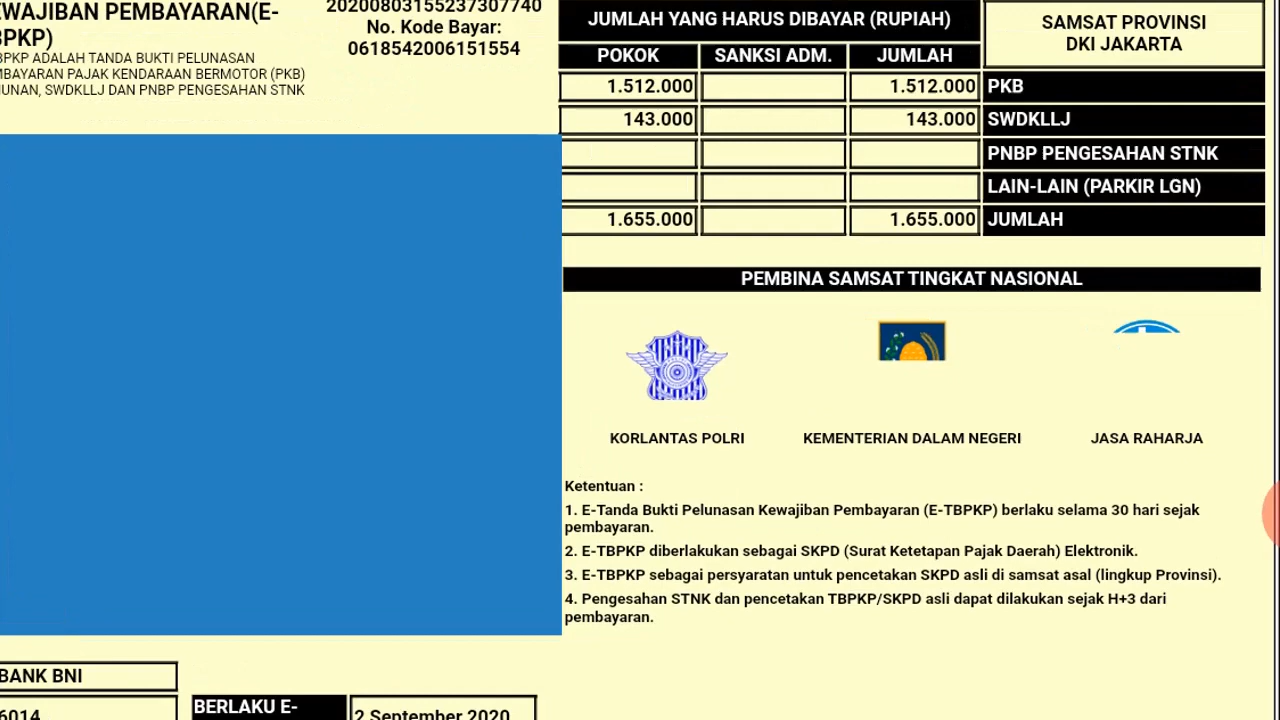 EWAJIBAN PEMBAYARAN(E-
BPKP)
BPKP ADALAH TANDA BUKTI PELUNASAN
MBAYARAN PAJAK KENDARAAN BERMOTOR (PKB)
HUNAN, SWDKLLJ DAN PNBP PENGESAHAN STNK
20200803155237307740
No. Kode Bayar:
0618542006151554
JUMLAH YANG HARUS DIBAYAR (RUPIAH)
SAMSAT PROVINSI
DKI JAKARTA
POKOK SANKSI ADM. JUMLAH
1.512.000 1.512.000 PKB
143.000 143.000 SWDKLLJ
PNBP PENGESAHAN STNK
LAIN-LAIN (PARKIR LGN)
1.655.000 1.655.000 JUMLAH
PEMBINA SAMSAT TINGKAT NASIONAL
KORLANTAS POLRI KEMENTERIAN DALAM NEGERI JASA RAHARJA
Ketentuan :
1. E-Tanda Bukti Pelunasan Kewajiban Pembayaran (E-TBPKP) berlaku selama 30 hari sejak
pembayaran.
2. E-TBPKP diberlakukan sebagai SKPD (Surat Ketetapan Pajak Daerah) Elektronik.
3. E-TBPKP sebagai persyaratan untuk pencetakan SKPD asli di samsat asal (lingkup Provinsi).
4. Pengesahan STNK dan pencetakan TBPKP/SKPD asli dapat dilakukan sejak H+3 dari
pembayaran.
BANK BNI
6014
BERLAKU E-
2 September 2020